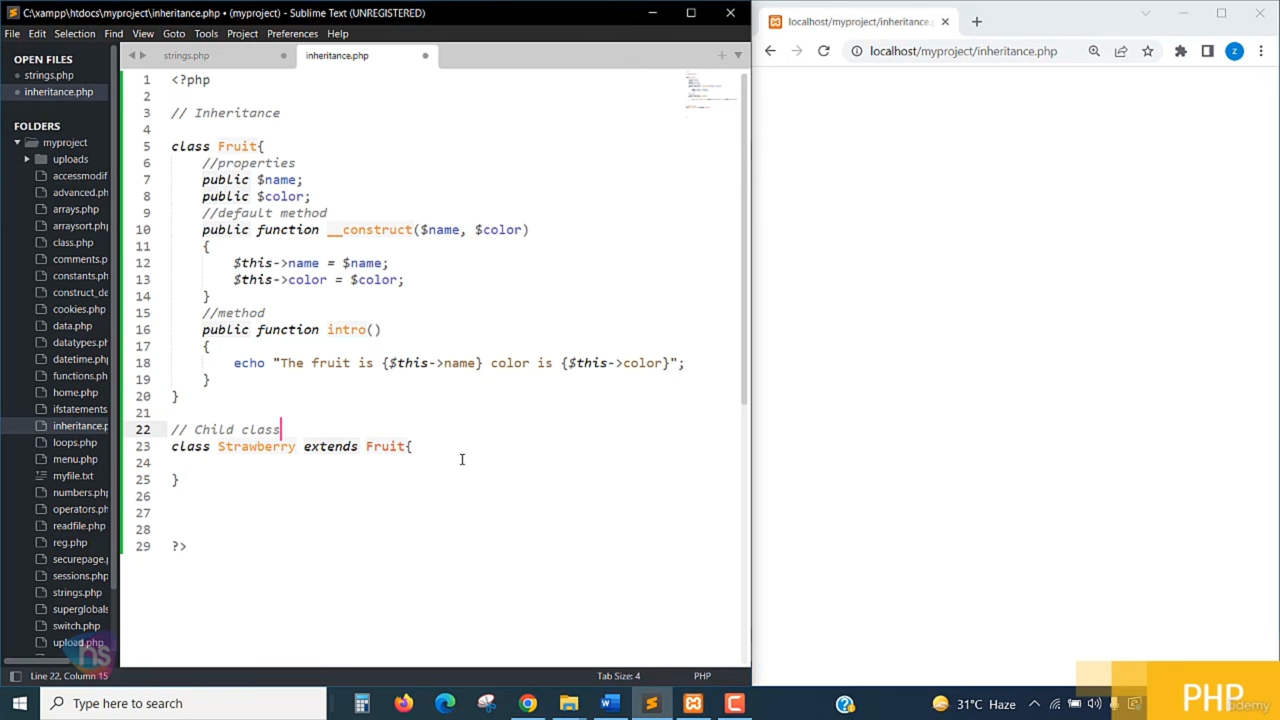 C:\xampp\htdocs\myproject\inheritance.php • (myproject) - Sublime Text (UNREGISTERED)
File Edit Selection Find View Goto Tools Project Preferences Help
OPEN FILES
strings.php
inheritance.php
FOLDERS
myproject
uploads
accessmodif
advanced.ph
arrays.php
arraysort.php
class.php
comments.p
constants.ph
construct_de
cookies.php
data.php
datatypes.ph
datetime.php
functions.ph
home.php
ifstatements
inheritance.p
loops.php
menu.php
myfile.txt
numbers.php
operators.ph
readfile.php
reg.php
securepage.
sessions.php
strings.php
superglobals
switch.php
upload.php
strings.php
inheritance.php
1 <?php
2
3 // Inheritance
4
5 class Fruit{
6 //properties
7 public $name;
8 public $color;
9 //default method
10 public function __construct($name, $color)
11 {
12 $this->name = $name;
13 $this->color = $color;
14 }
15 //method
16 public function intro()
17 {
18 echo "The fruit is {$this->name} color is {$this->color}";
19 }
20 }
21
22 // Child class
23 class Strawberry extends Fruit{
24
25 }
26
27
28
29 ?>
Line 22, Column 15
Tab Size: 4
PHP
localhost/myproject/inheritance.
localhost/myproject/inheritance.php
z
ns
Type here to search
31°C Haze
PHP
ûdemy